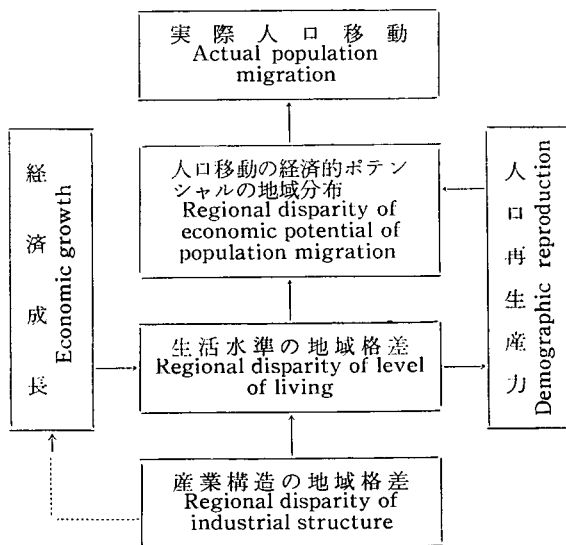 実際人口移動
Actual population
migration
人口移動の経済的ポテン
シャルの地域分布
Regional disparity of
economic potential of
population migration
経済成長
Economic growth
人口再生産力
Demographic reproduction
生活水準の地域格差
Regional disparity of level
of living
産業構造の地域格差
Regional disparity of
industrial structure